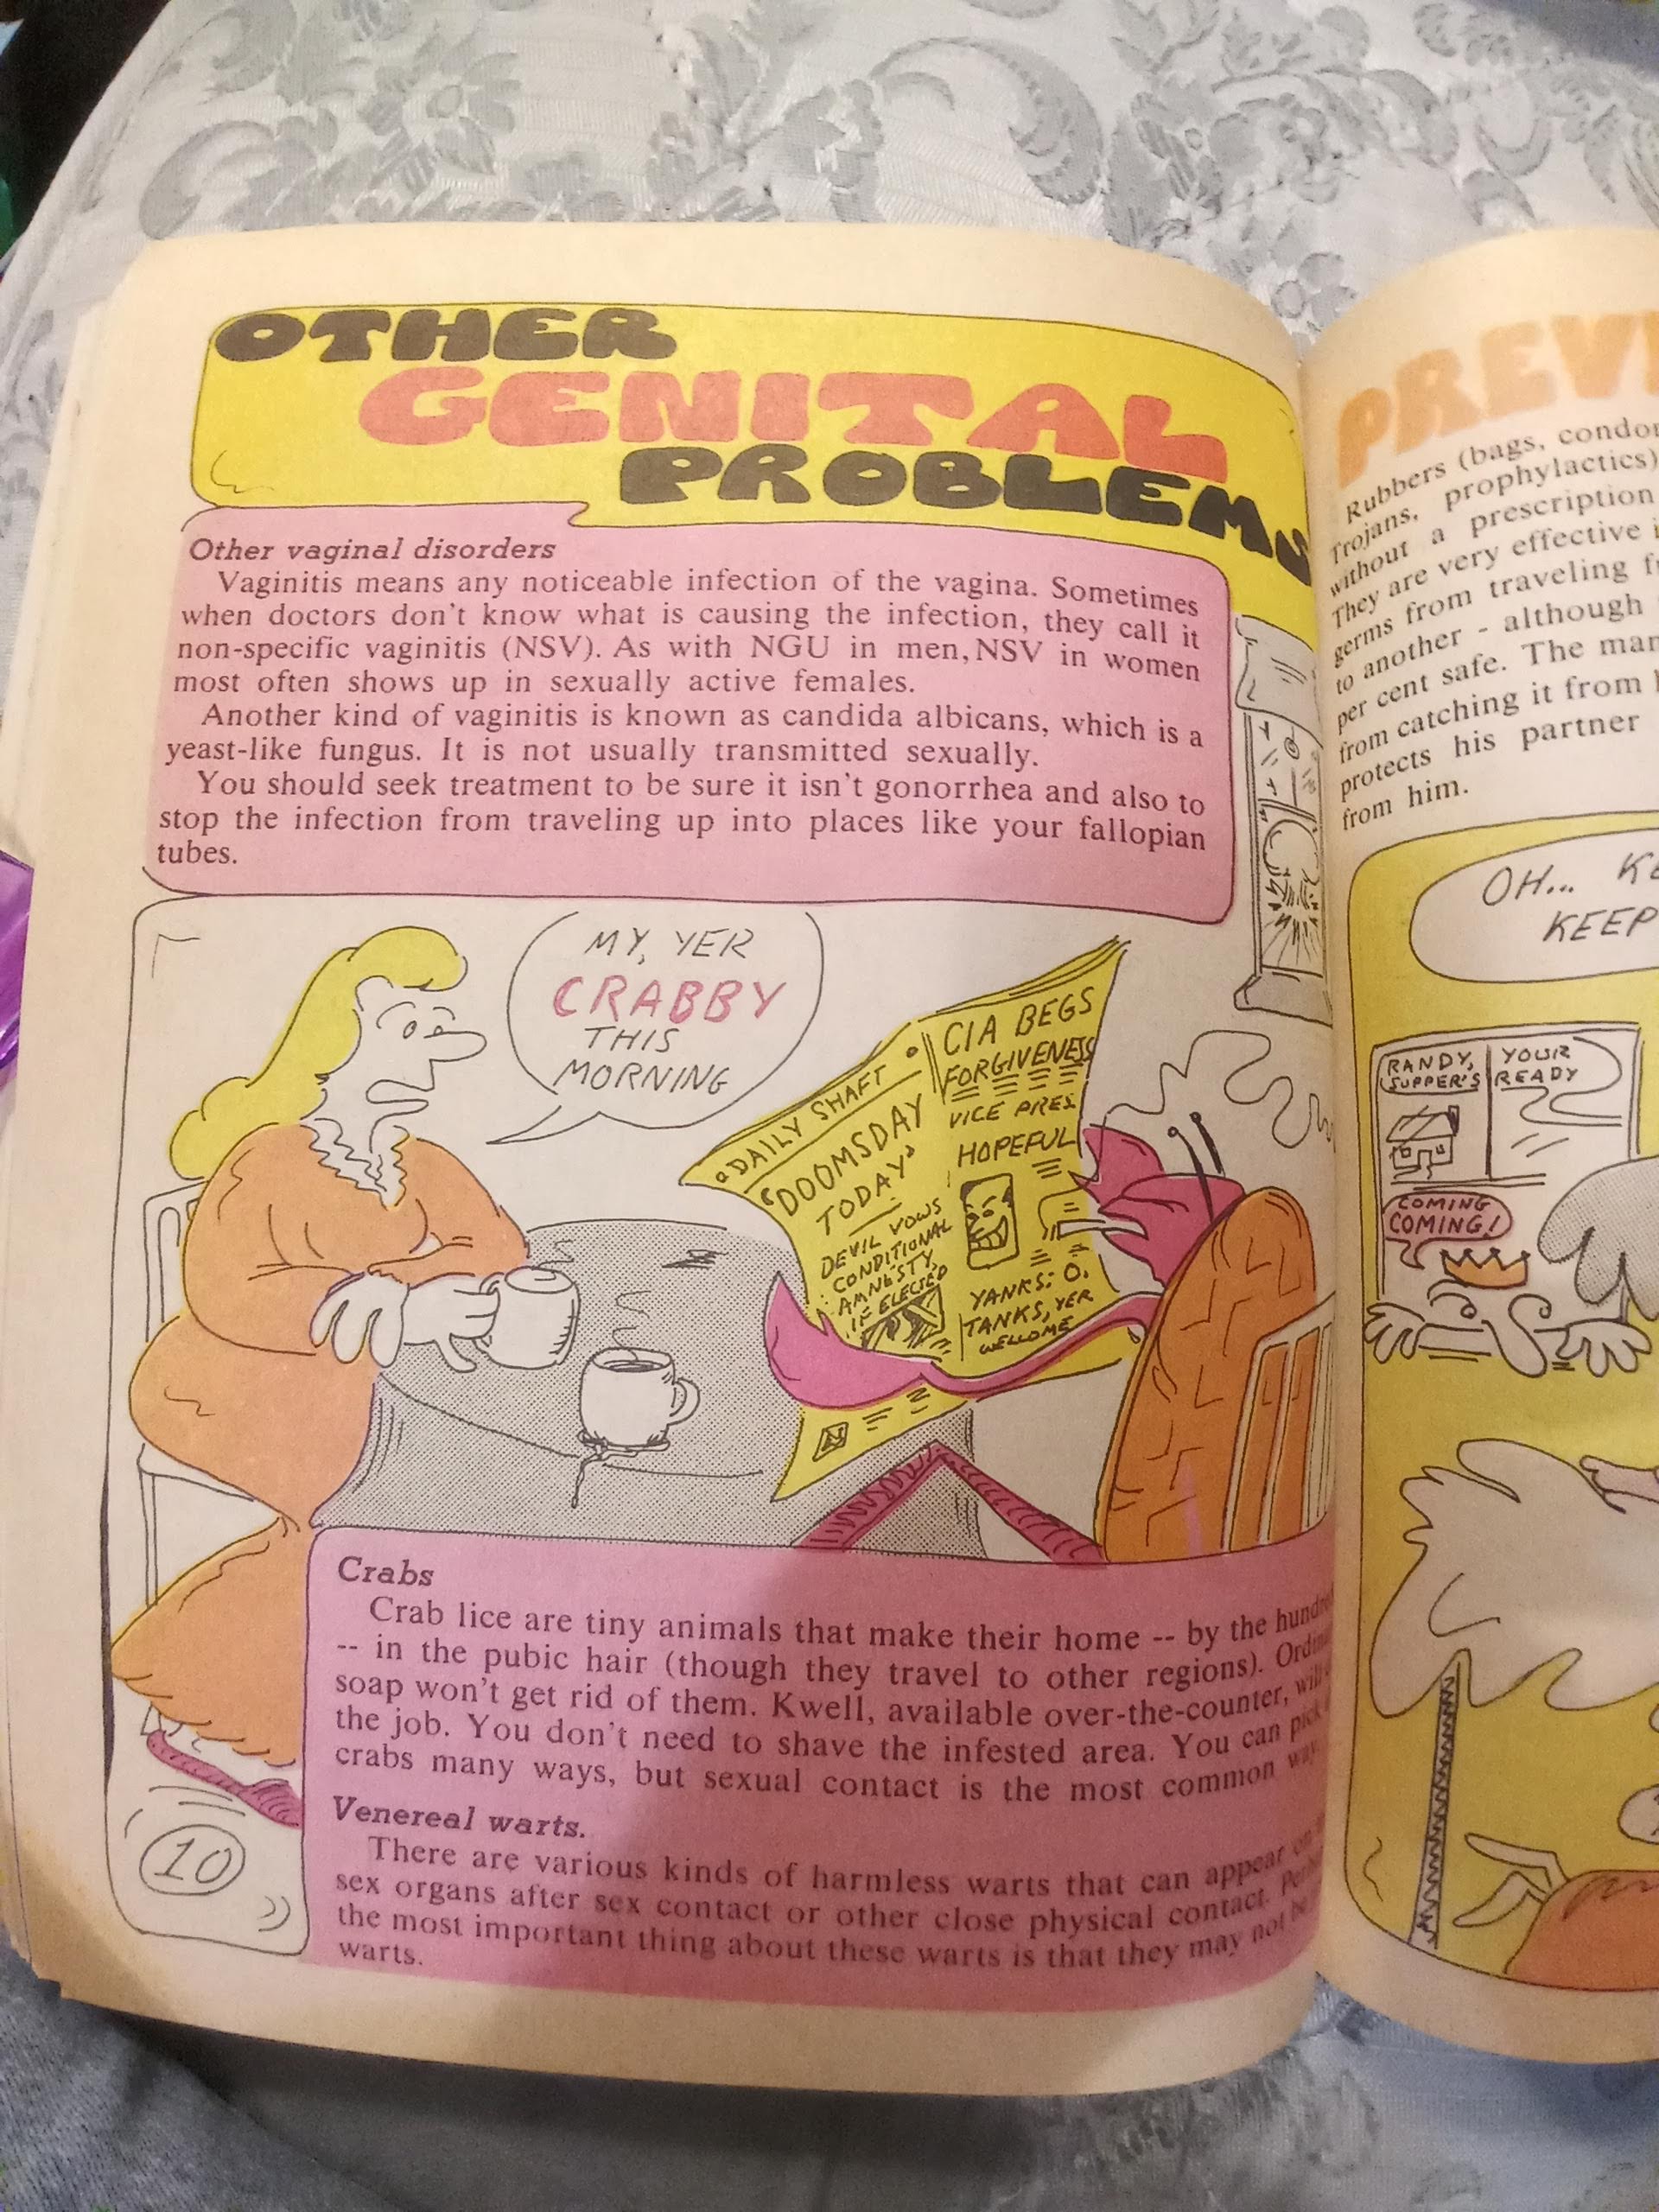 OTHER
GENITAL
PROBLEMS
Other vaginal disorders
Vaginitis means any noticeable infection of the vagina. Sometimes
when doctors don't know what is causing the infection, they call it
non-specific vaginitis (NSV). As with NGU in men, NSV in women
most often shows up in sexually active females.
Another kind of vaginitis is known as candida albicans, which is a
yeast-like fungus. It is not usually transmitted sexually.
You should seek treatment to be sure it isn't gonorrhea and also to
stop the infection from traveling up into places like your fallopian
tubes.
MY, YER
CRABBY
THIS
MORNING
DAILY SHAFT
"DOOMSDAY
TODAY"
DEVIL VOWS
CONDITIONAL
AMNESTY,
IF ELECTED
CIA BEGS
FORGIVENESS
VICE PRES.
HOPEFUL
YANKS: O.
TANKS, YER
WELLOME
Crabs
Crab lice are tiny animals that make their home -- by the
-- in the pubic hair (though they travel to other regions).
soap won't get rid of them. Kwell, available over-the-counter, will
the job. You don't need to shave the infested area. You can pick
crabs many ways, but sexual contact is the most common way.
Venereal warts.
There are various kinds of harmless warts that can appear on
sex organs after sex contact or other close physical contact.
the most important thing about these warts is that they may not be
warts.
10
PREV
Rubbers (bags,
Trojans, prophylactics)
without a prescription
They are very effective
germs from traveling
to another - although
per cent safe. The
from catching it from
protects his partner
from him.
OH...
KEEP
RANDY, YOUR
SUPPER'S READY
COMING
COMING!